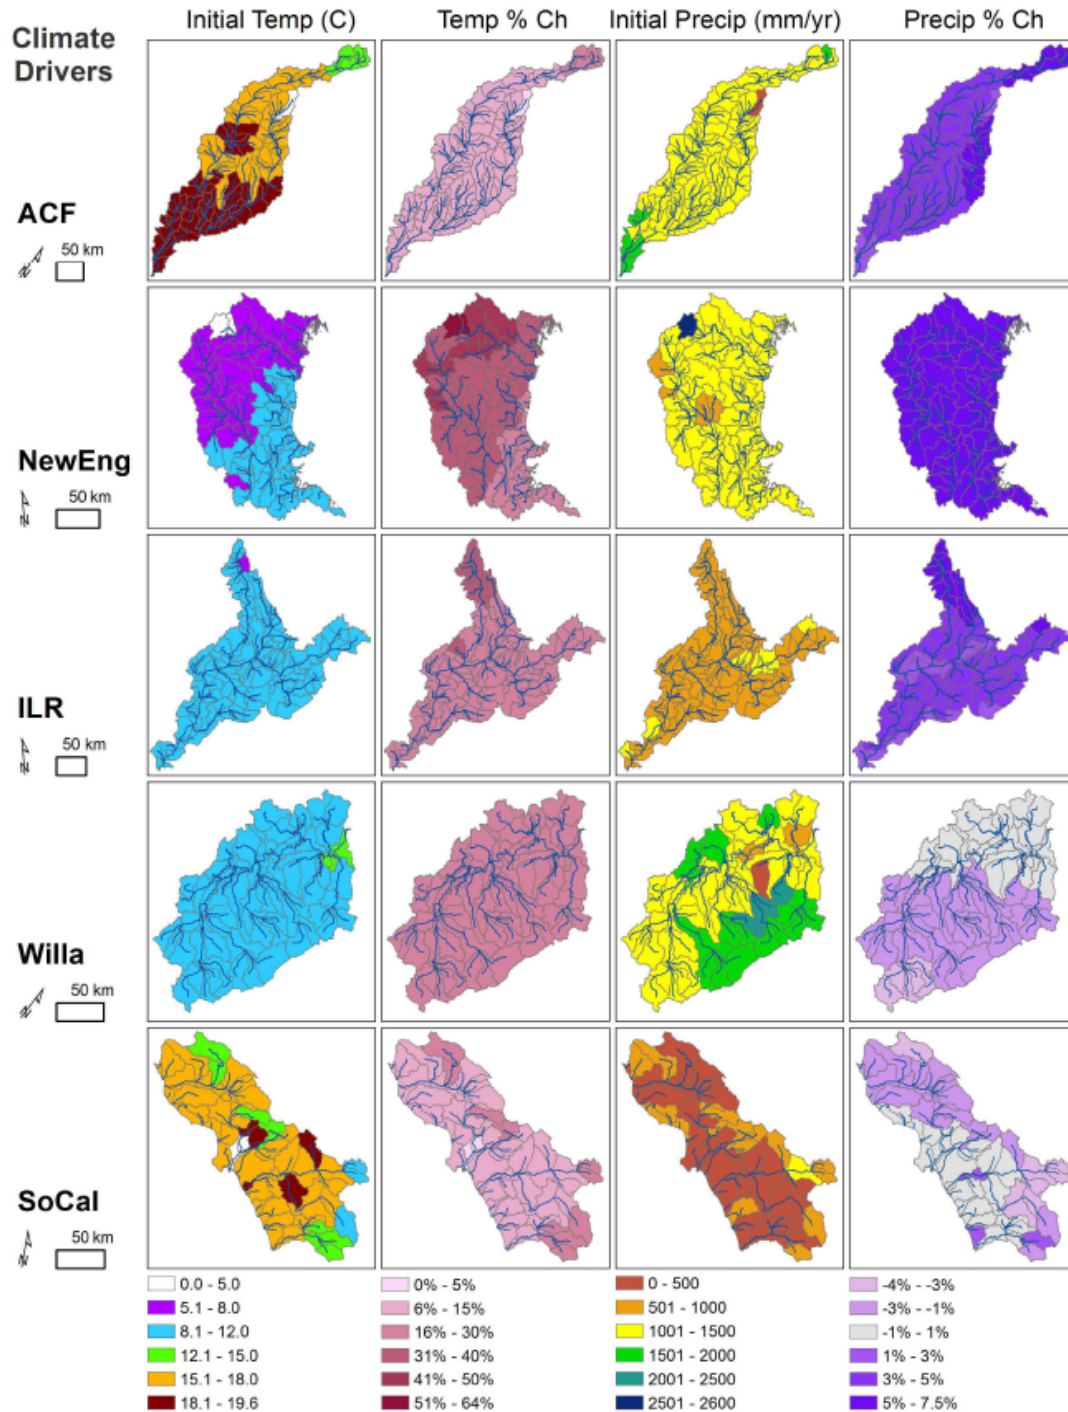 Climate
Drivers
Initial Temp (C)
Temp % Ch
Initial Precip (mm/yr)
Precip % Ch
ACF
N
50 km
NewEng
N
50 km
ILR
N
50 km
Willa
N
50 km
SoCal
N
50 km
0.0 - 5.0
5.1 - 8.0
8.1 - 12.0
12.1 - 15.0
15.1 - 18.0
18.1 - 19.6
0% - 5%
6% - 15%
16% - 30%
31% - 40%
41% - 50%
51% - 64%
0 - 500
501 - 1000
1001 - 1500
1501 - 2000
2001 - 2500
2501 - 2600
-4% - -3%
-3% - -1%
-1% - 1%
1% - 3%
3% - 5%
5% - 7.5%